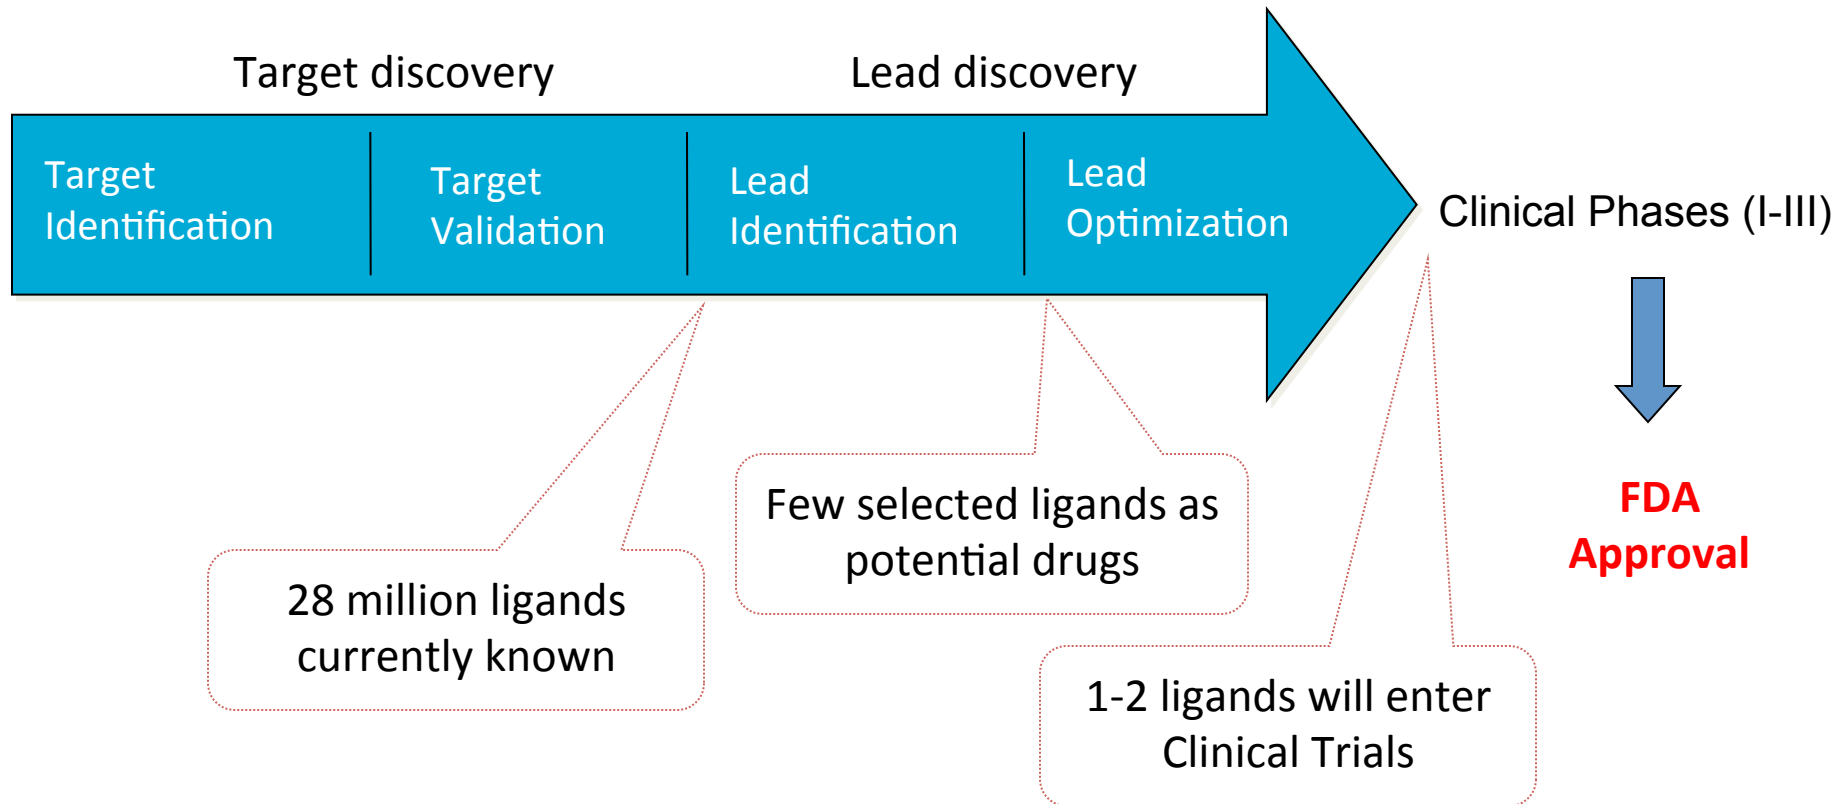 Target discovery
Lead discovery
Target
Identification
Target
Validation
Lead
Identification
Lead
Optimization
Clinical Phases (I-III)
28 million ligands
currently known
Few selected ligands as
potential drugs
1-2 ligands will enter
Clinical Trials
FDA
Approval